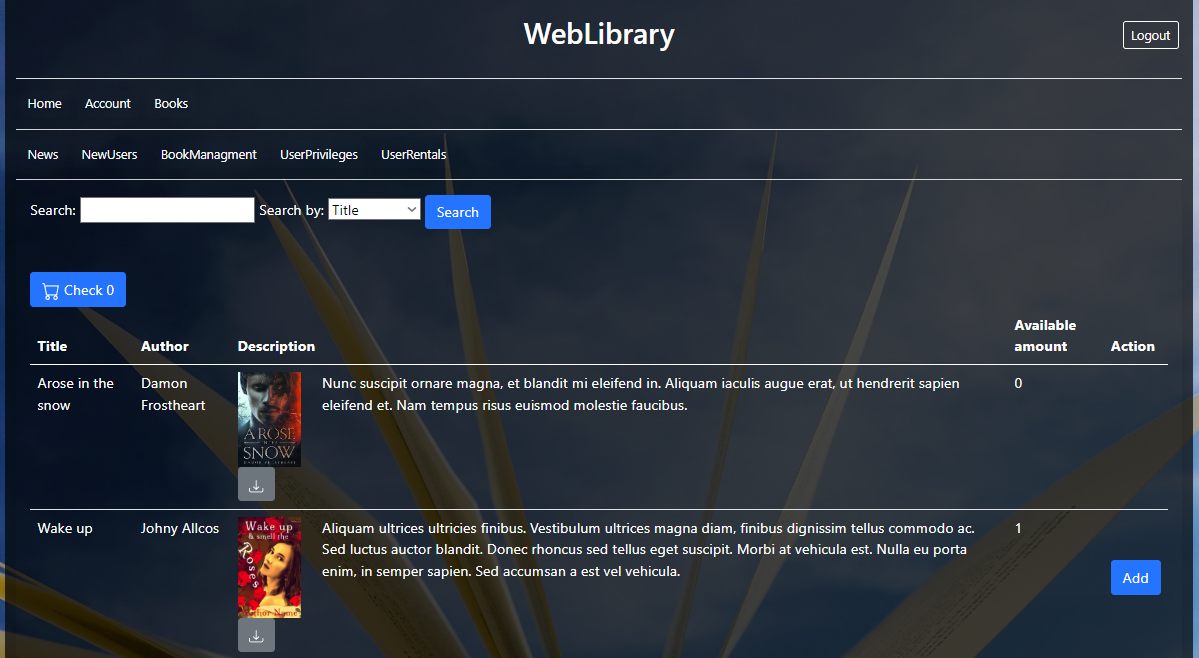 WebLibrary
Logout
Home Account Books
News NewUsers BookManagment UserPrivileges UserRentals
Search: Search by: Title Search
Check 0
Title Author Description Available amount Action
Arose in the snow
Damon Frostheart
A ROSE
IN THE
SNOW
DAMON FROSTHEART
Nunc suscipit ornare magna, et blandit mi eleifend in. Aliquam iaculis augue erat, ut hendrerit sapien
eleifend et. Nam tempus risus euismod molestie faucibus.
0
Wake up
Johny Allcos
Wake up
& smell the
Roses
Author Name
Aliquam ultrices ultricies finibus. Vestibulum ultrices magna diam, finibus dignissim tellus commodo ac.
Sed luctus auctor blandit. Donec rhoncus sed tellus eget suscipit. Morbi at vehicula est. Nulla eu porta
enim, in semper sapien. Sed accumsan a est vel vehicula.
1
Add